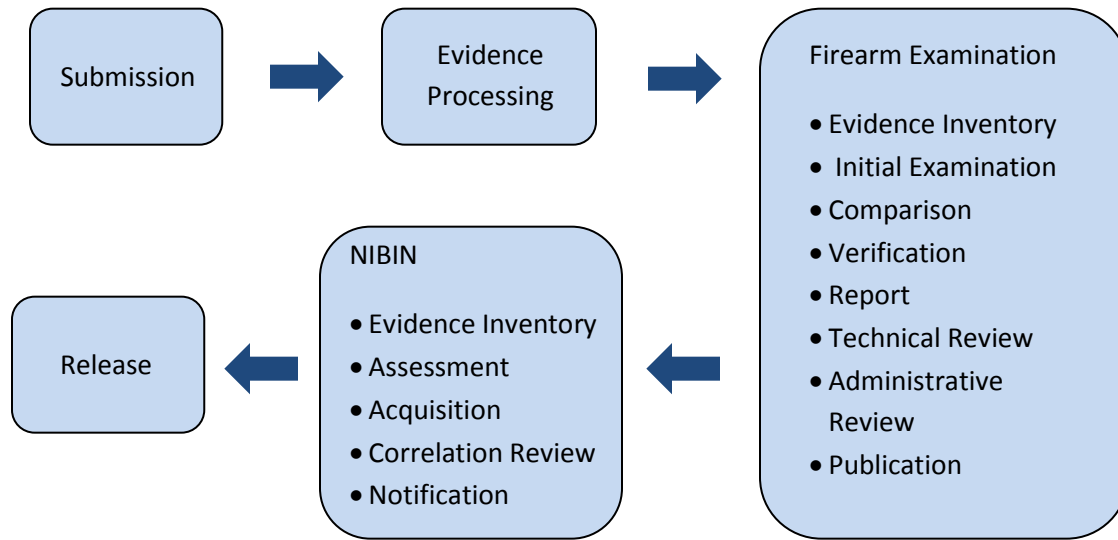 Submission
Evidence
Processing
Firearm Examination
• Evidence Inventory
• Initial Examination
• Comparison
• Verification
• Report
• Technical Review
• Administrative
Review
• Publication
NIBIN
• Evidence Inventory
• Assessment
• Acquisition
• Correlation Review
• Notification
Release